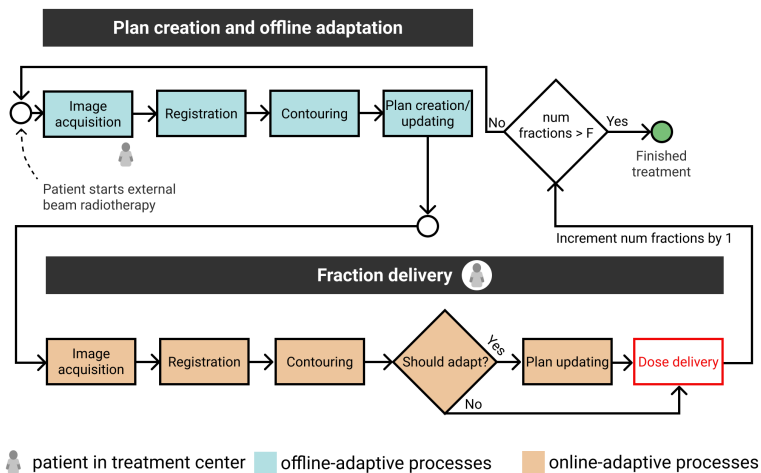 Plan creation and offline adaptation
Image
acquisition
Registration
Contouring
Plan creation/
updating
No
num
fractions > F
Yes
Finished
treatment
Patient starts external
beam radiotherapy
Increment num fractions by 1
Fraction delivery
Image
acquisition
Registration
Contouring
Should adapt?
Yes
No
Plan updating
Dose delivery
patient in treatment center
offline-adaptive processes
online-adaptive processes